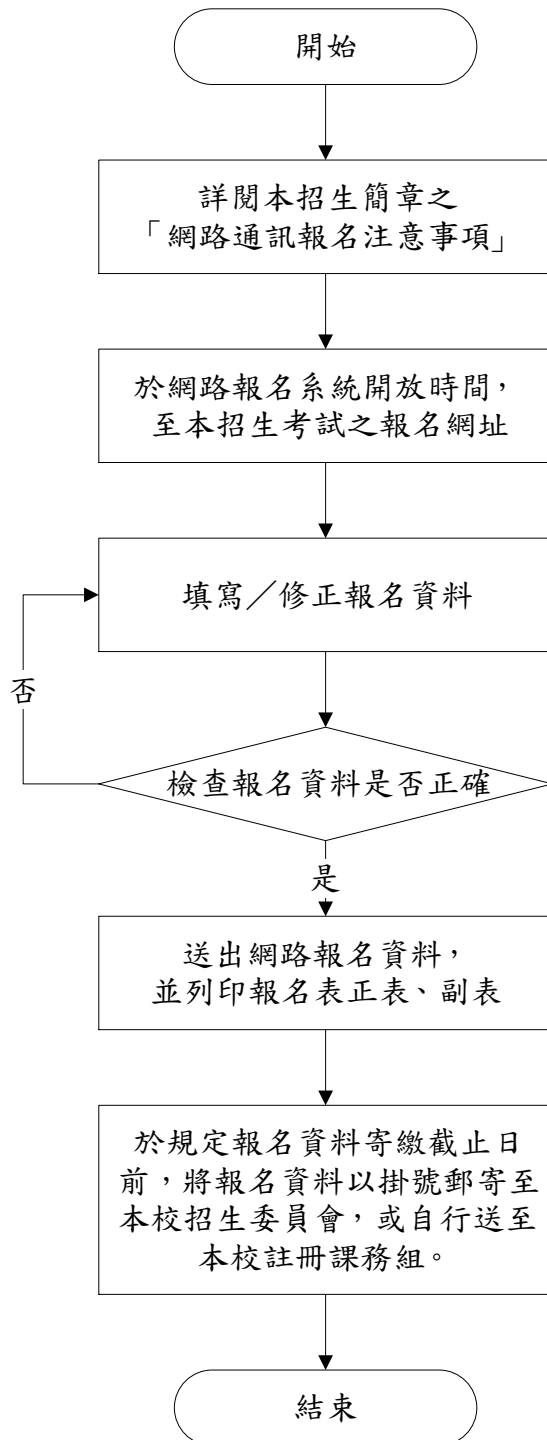 開始
詳閱本招生簡章之
「網路通訊報名注意事項」
於網路報名系統開放時間，
至本招生考試之報名網址
填寫／修正報名資料
否
檢查報名資料是否正確
是
送出網路報名資料，
並列印報名表正表、副表
於規定報名資料寄繳截止日
前，將報名資料以掛號郵寄至
本校招生委員會，或自行送至
本校註冊課務組。
結束